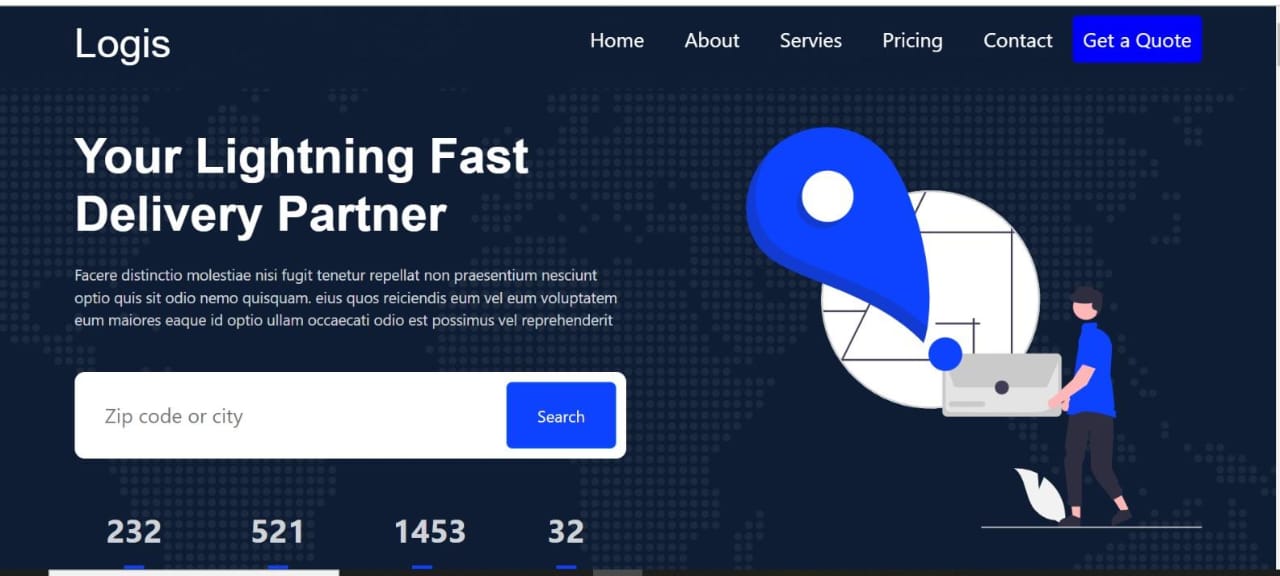 Logis
Home About Servies Pricing Contact Get a Quote
Your Lightning Fast
Delivery Partner
Facere distinctio molestiae nisi fugit tenetur repellat non praesentium nesciunt
optio quis sit odio nemo quisquam. eius quos reiciendis eum vel eum voluptatem
eum maiores eaque id optio ullam occaecati odio est possimus vel reprehenderit
Zip code or city
Search
232 521 1453 32